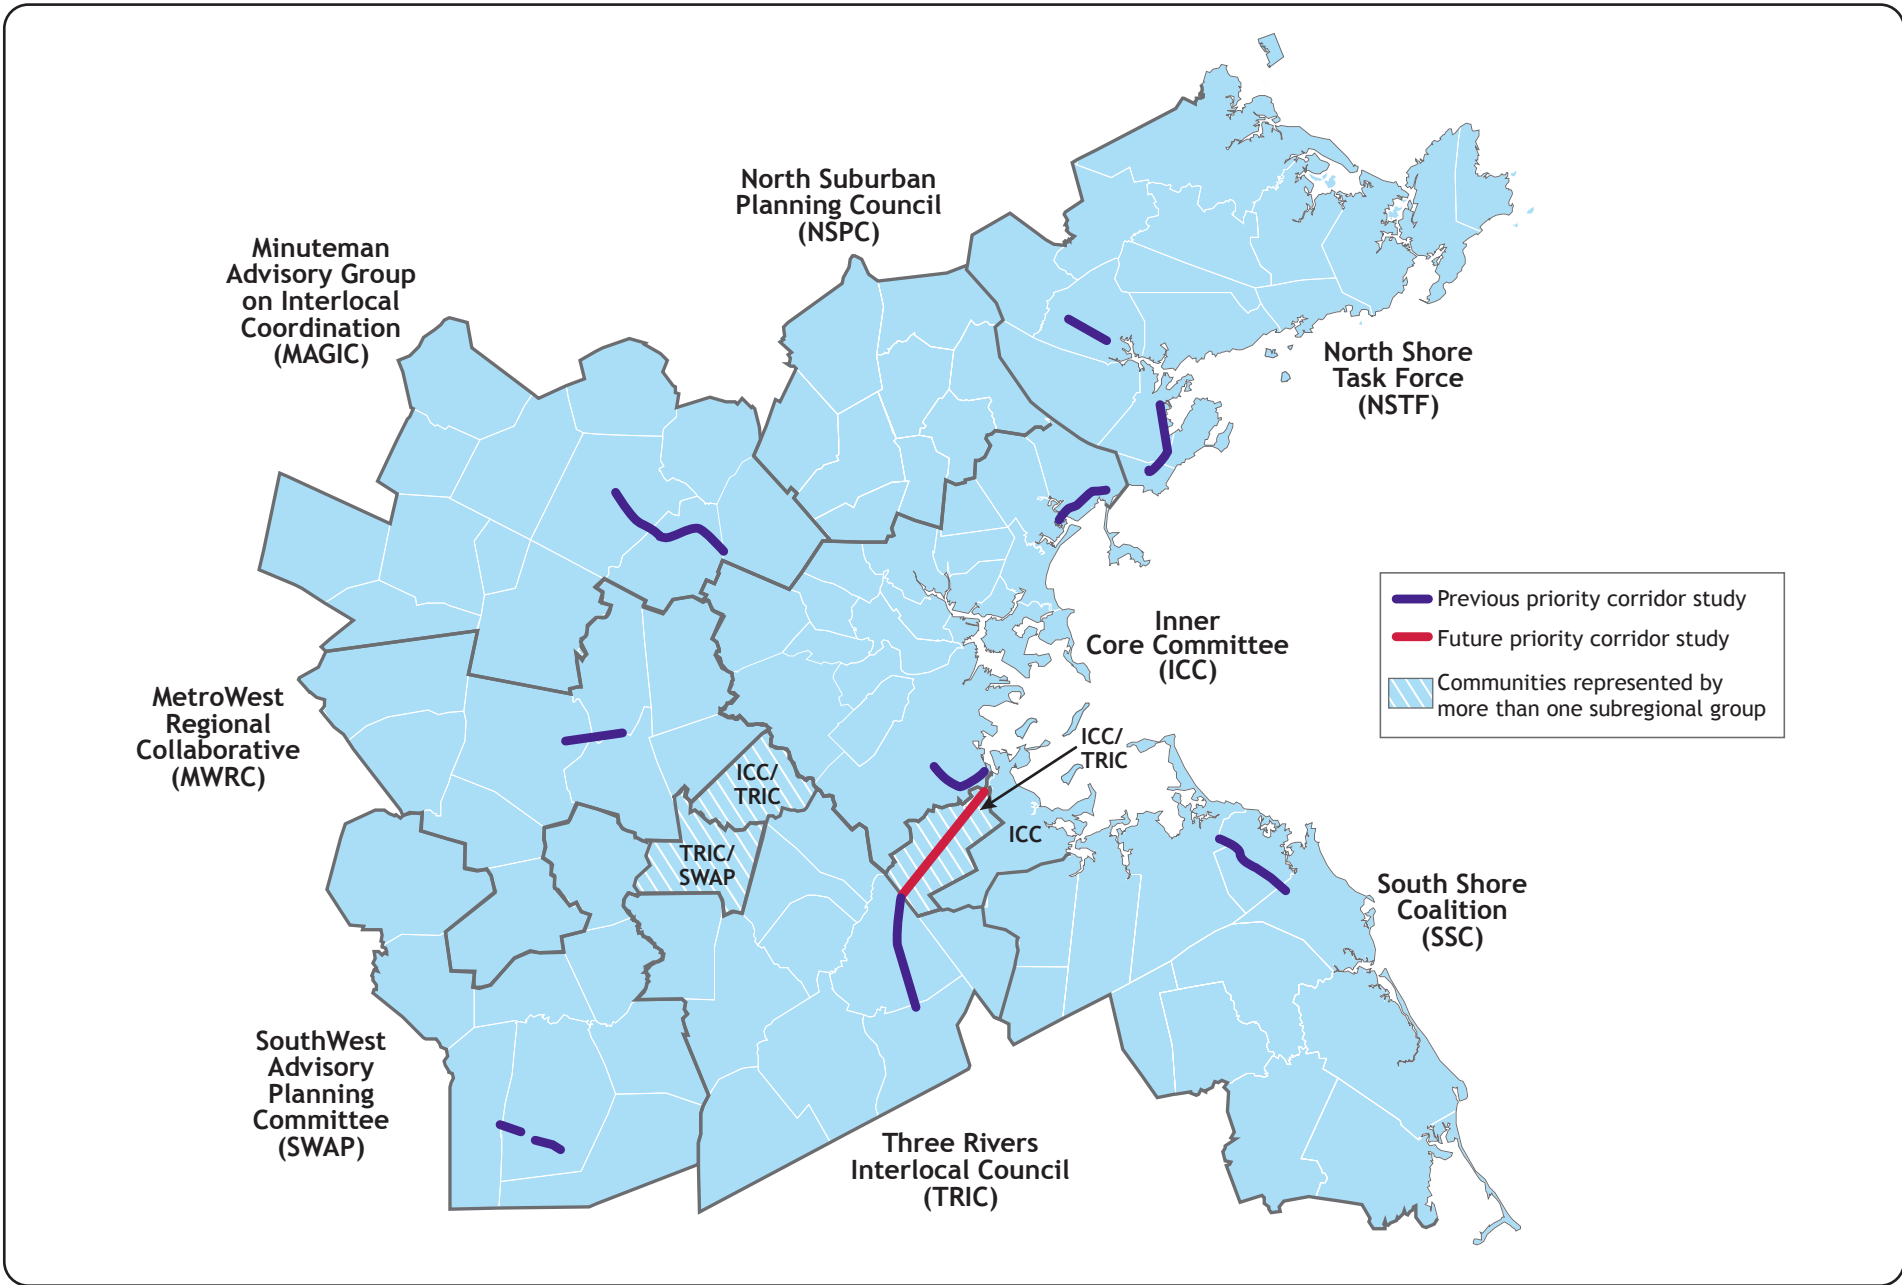 North Suburban
Planning Council
(NSPC)
Minuteman
Advisory Group
on Interlocal
Coordination
(MAGIC)
North Shore
Task Force
(NSTF)
Previous priority corridor study
Future priority corridor study
Communities represented by
more than one subregional group
Inner
Core Committee
(ICC)
MetroWest
Regional
Collaborative
(MWRC)
ICC/
TRIC
ICC/
TRIC
ICC
TRIC/
SWAP
South Shore
Coalition
(SSC)
SouthWest
Advisory
Planning
Committee
(SWAP)
Three Rivers
Interlocal Council
(TRIC)